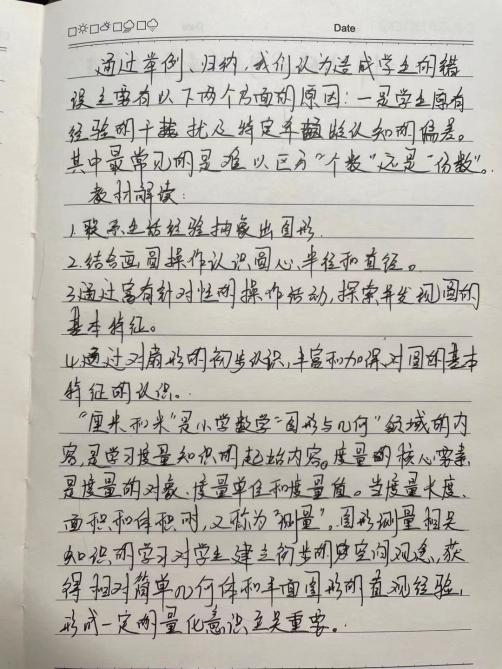 Date
通过举例、归纳，我们认为造成学生的错
误主要有以下两个方面的原因：一是学生原有
经验的干扰及特定年龄段认知的偏差。
其中最常见的是难以区分“个数”还是“份数”。
教材解读：
1.联系生活经验抽象出图形
2.结合画圆操作认识圆心、半径和直径。
3.通过富有针对性的操作活动，探索并发现圆的
基本特征。
4.通过对扇形的初步认识，丰富和加深对圆的基本
特征的认识。
“厘米和米”是小学数学“图形与几何”领域的内
容，是学习度量知识的起始内容。度量的核心要素
是度量的对象、度量单位和度量值。当度量长度、
面积和体积时，又称为“测量”，图形测量相关
知识的学习对学生建立初步的空间观念，获
得相对简单几何体和平面图形的直观经验，
形成一定的量化意识至关重要。